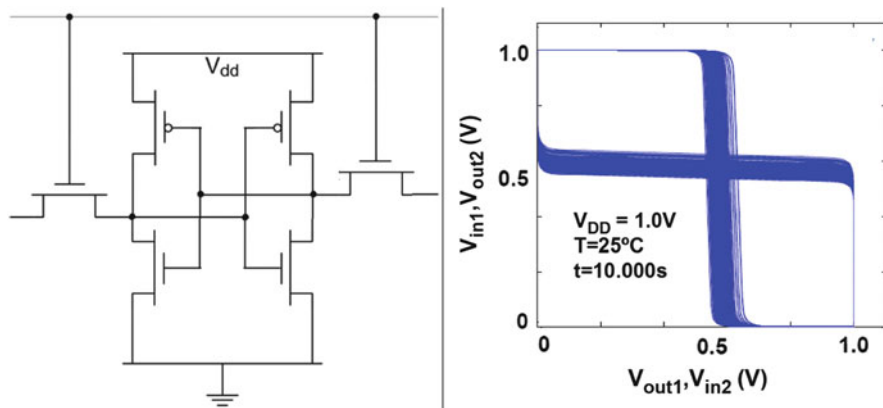 Vdd
1.0
0.5
0
V_in1,V_out2 (V)
V_DD = 1.0V
T=25ºC
t=10.000s
0
0.5
1.0
V_out1,V_in2 (V)